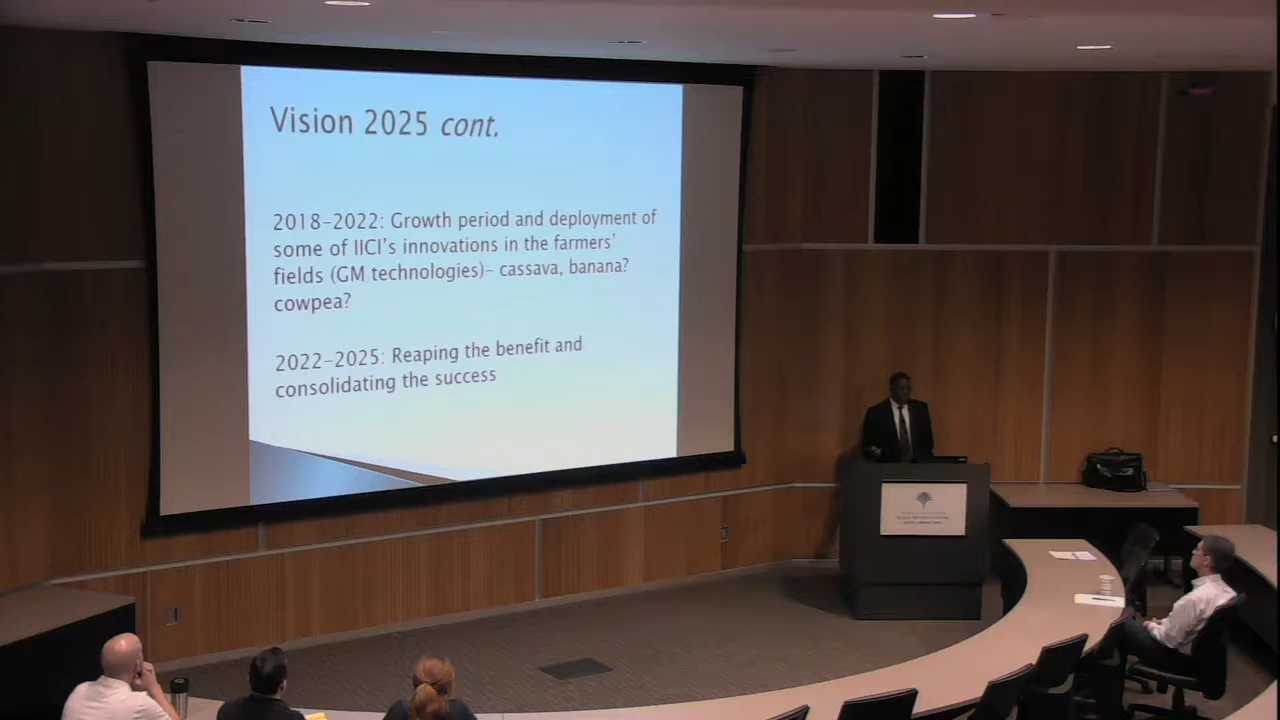 Vision 2025 cont.
2018-2022: Growth period and deployment of
some of IICI's innovations in the farmers'
fields (GM technologies)- cassava, banana?
cowpea?
2022-2025: Reaping the benefit and
consolidating the success